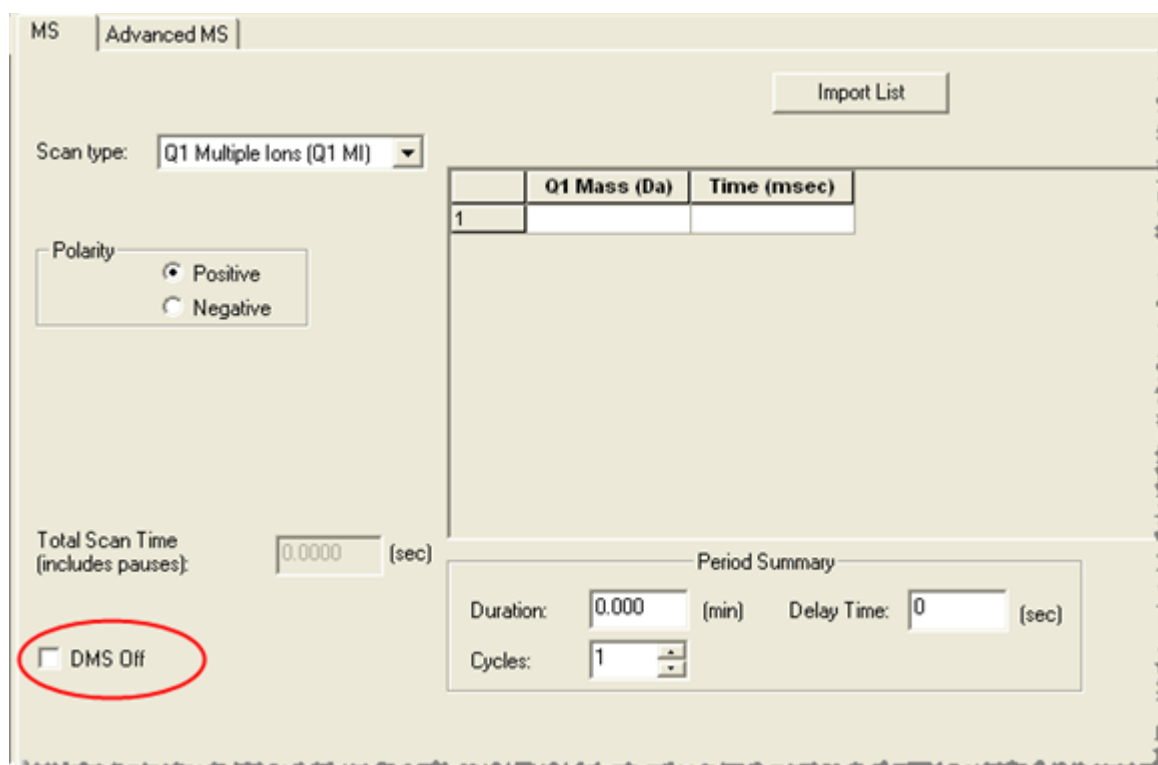 MS
Advanced MS
Import List
Scan type:
Q1 Multiple Ions (Q1 MI)
Q1 Mass (Da)
Time (msec)
1
Polarity
Positive
Negative
Total Scan Time
(includes pauses):
0.0000
(sec)
Period Summary
Duration:
0.000
(min)
Delay Time:
0
(sec)
DMS Off
Cycles:
1